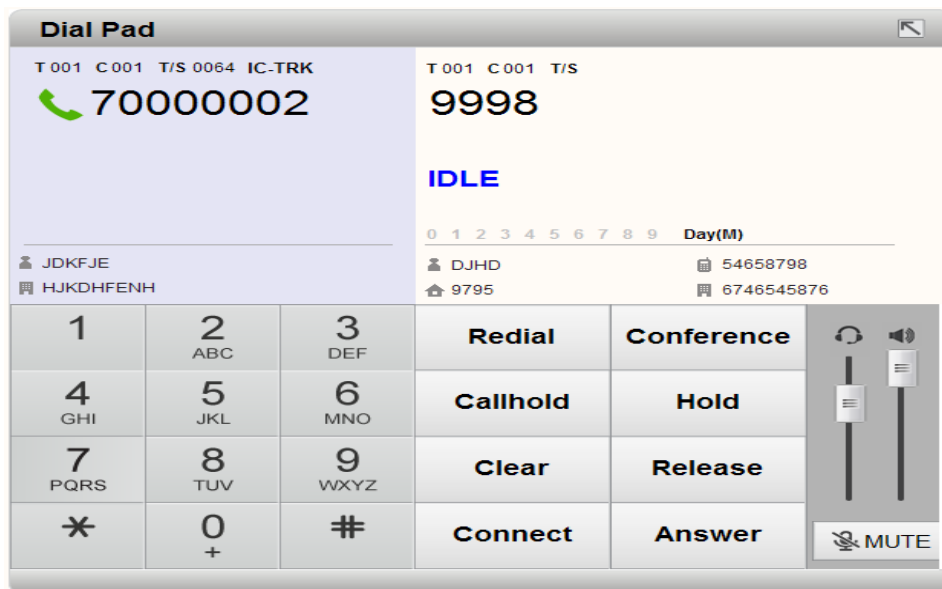 Dial Pad
T 001 C 001 T/S 0064 IC-TRK
70000002
JDKFJE
HJKDHFENH
T 001 C 001 T/S
9998
IDLE
0 1 2 3 4 5 6 7 8 9 Day(M)
DJHD 54658798
9795 6746545876
1 2 3
ABC DEF
4 5 6
GHI JKL MNO
7 8 9
PQRS TUV WXYZ
* 0 #
+
Redial Conference
Callhold Hold
Clear Release
Connect Answer
MUTE